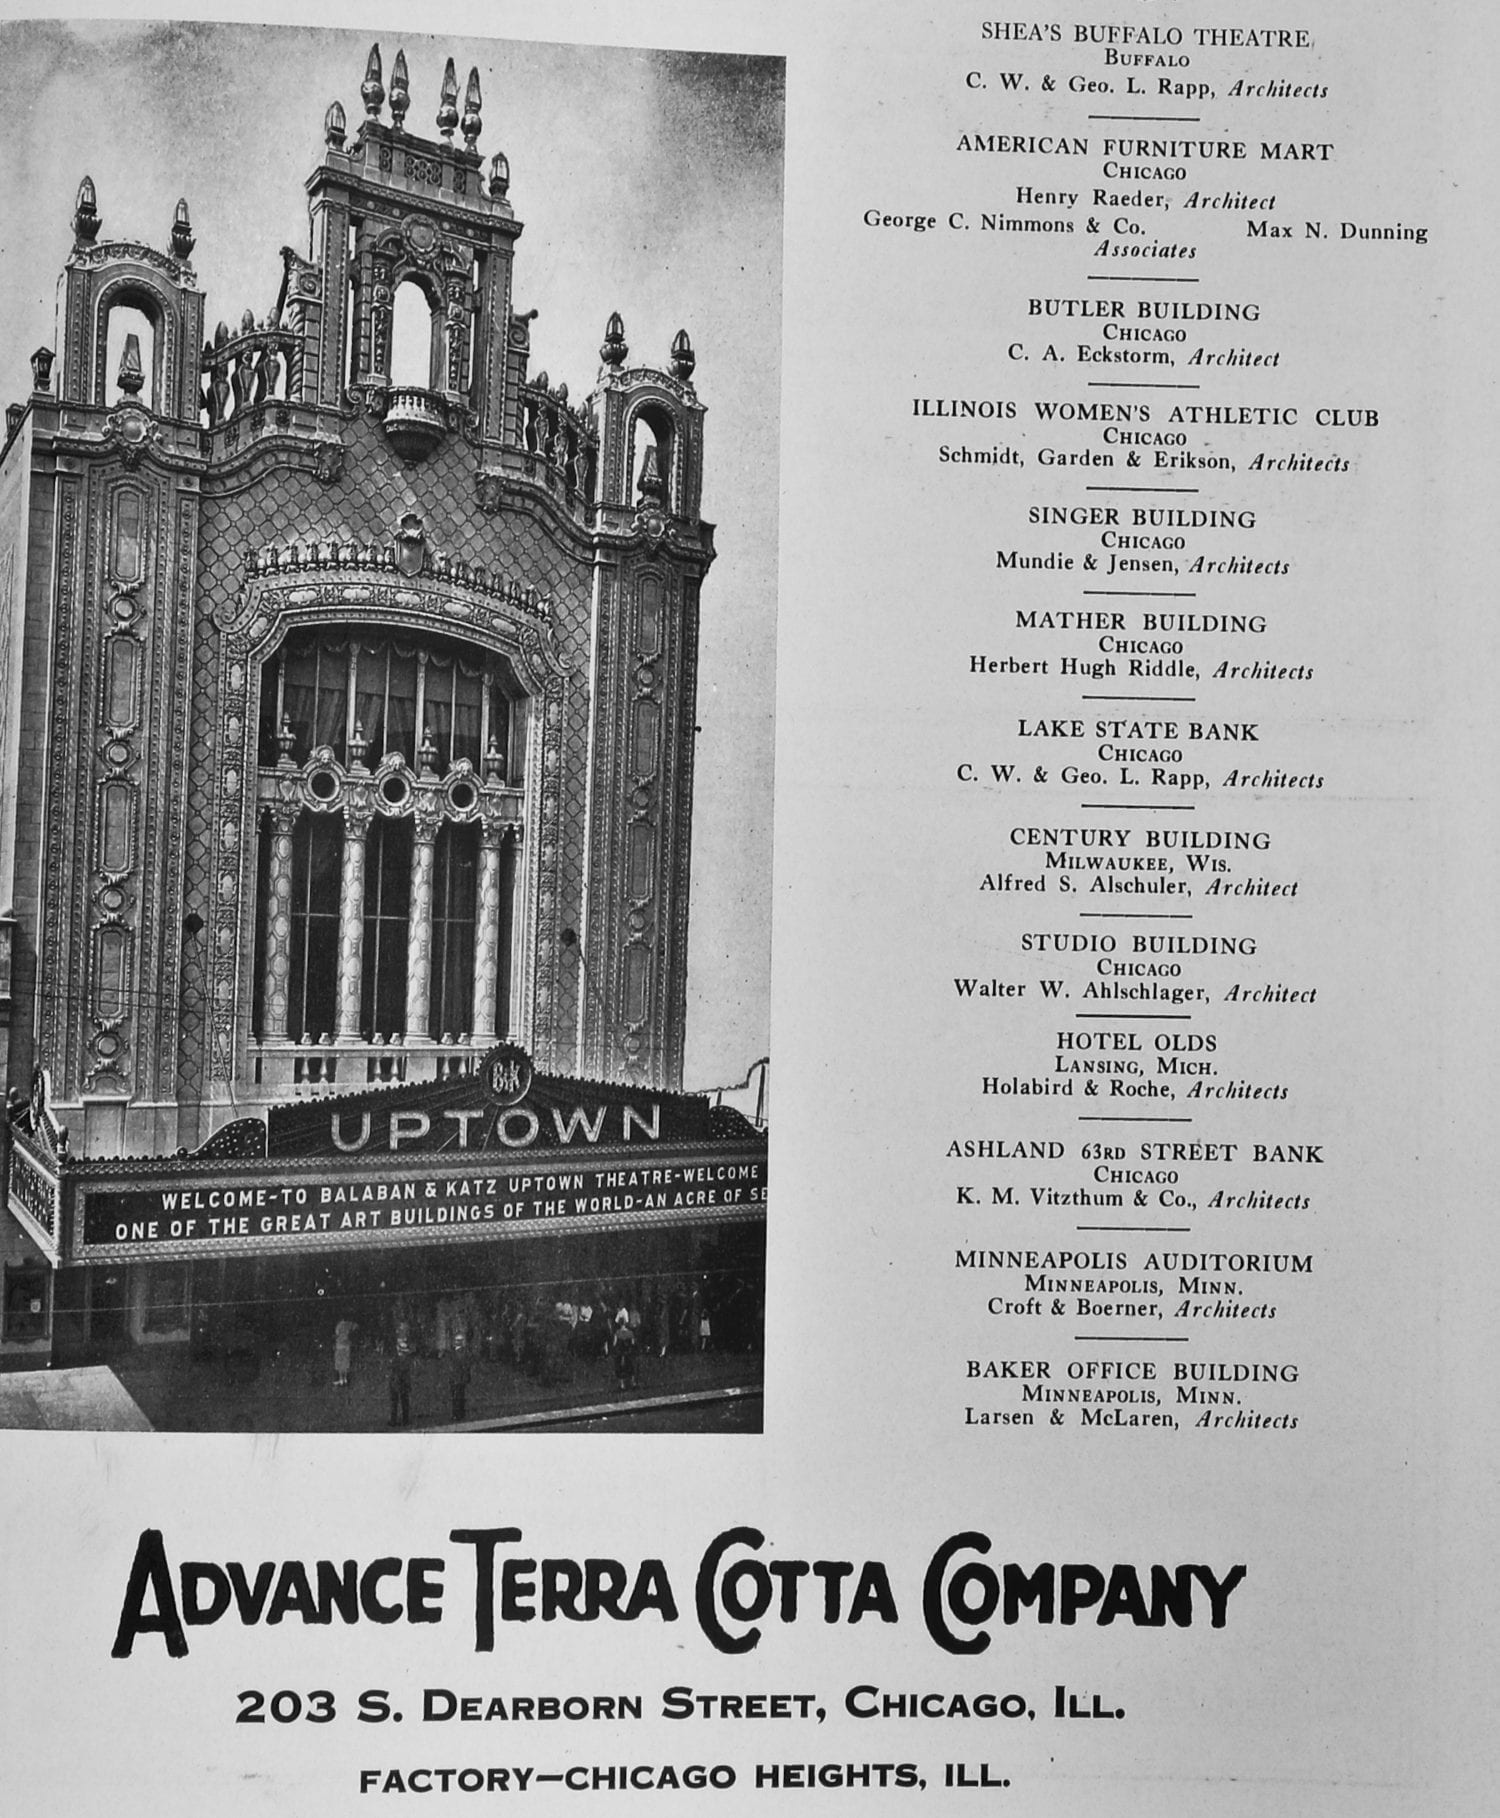 SHEA'S BUFFALO THEATRE
BUFFALO
C. W. & Geo. L. Rapp, Architects
AMERICAN FURNITURE MART
CHICAGO
Henry Raeder, Architect
George C. Nimmons & Co. Max N. Dunning
Associates
BUTLER BUILDING
CHICAGO
C. A. Eckstorm, Architect
ILLINOIS WOMEN'S ATHLETIC CLUB
CHICAGO
Schmidt, Garden & Erikson, Architects
SINGER BUILDING
CHICAGO
Mundie & Jensen, Architects
MATHER BUILDING
CHICAGO
Herbert Hugh Riddle, Architects
LAKE STATE BANK
CHICAGO
C. W. & Geo. L. Rapp, Architects
CENTURY BUILDING
MILWAUKEE, WIS.
Alfred S. Alschuler, Architect
STUDIO BUILDING
CHICAGO
Walter W. Ahlschlager, Architect
HOTEL OLDS
LANSING, MICH.
Holabird & Roche, Architects
ASHLAND 63RD STREET BANK
CHICAGO
K. M. Vitzthum & Co., Architects
MINNEAPOLIS AUDITORIUM
MINNEAPOLIS, MINN.
Croft & Boerner, Architects
BAKER OFFICE BUILDING
MINNEAPOLIS, MINN.
Larsen & McLaren, Architects
B&K
UPTOWN
WELCOME-TO BALABAN & KATZ UPTOWN THEATRE-WELCOME
ONE OF THE GREAT ART BUILDINGS OF THE WORLD-AN ACRE OF SE
ADVANCE TERRA COTTA COMPANY
203 S. DEARBORN STREET, CHICAGO, ILL.
FACTORY—CHICAGO HEIGHTS, ILL.